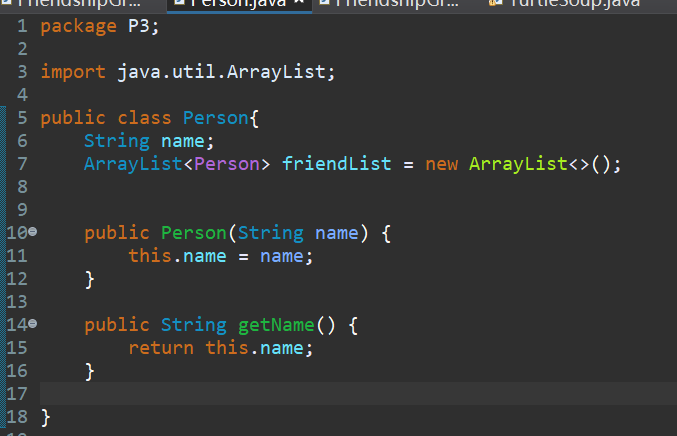 FriendshipGr... Person.java FriendshipGr... TurtleSoup.java
1 package P3;
2
3 import java.util.ArrayList;
4
5 public class Person{
6     String name;
7     ArrayList<Person> friendList = new ArrayList<>();
8
9
10     public Person(String name) {
11         this.name = name;
12     }
13
14     public String getName() {
15         return this.name;
16     }
17
18 }